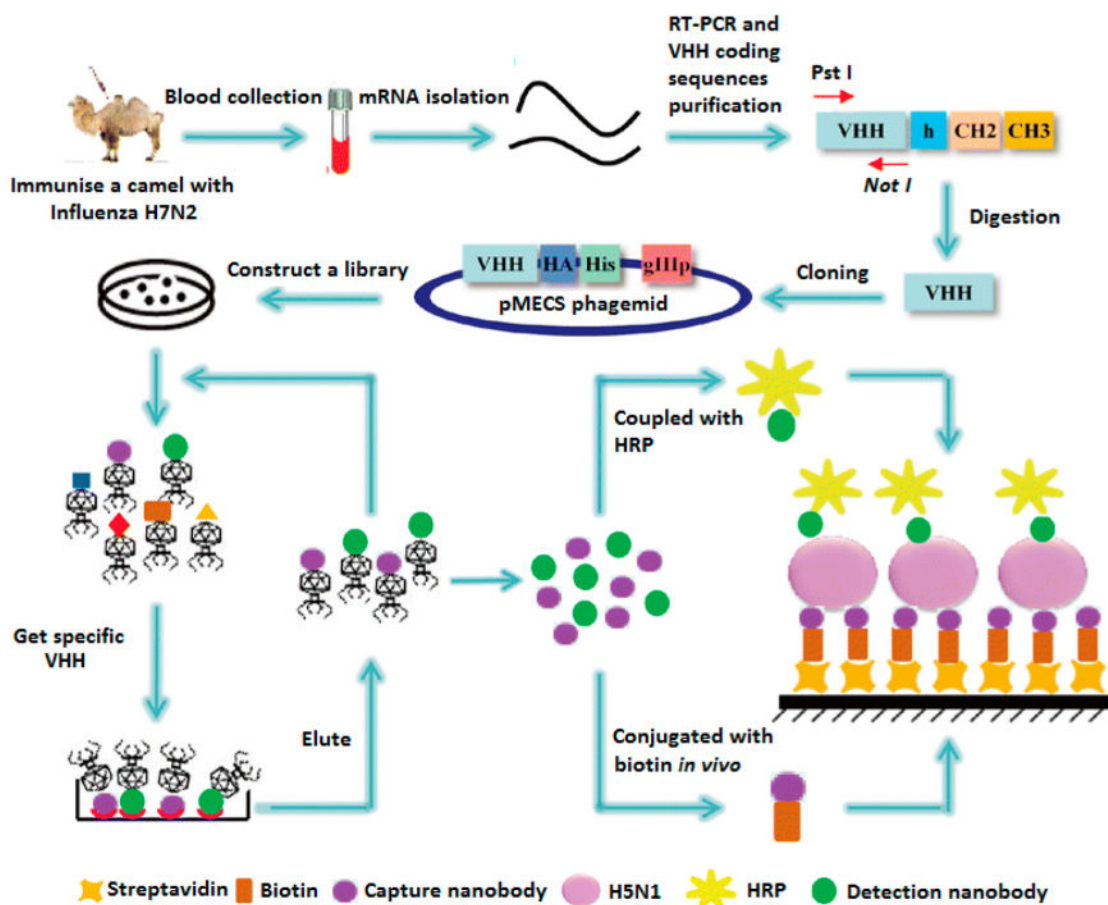 RT-PCR and
VHH coding
sequences
purification
Blood collection
mRNA isolation
Pst I
VHH
h
CH2
CH3
Not I
Immunise a camel with
Influenza H7N2
Digestion
Construct a library
VHH
HA
His
gIIIp
pMECS phagemid
Cloning
VHH
Coupled with
HRP
Get specific
VHH
Elute
Conjugated with
biotin in vivo
Streptavidin
Biotin
Capture nanobody
H5N1
HRP
Detection nanobody